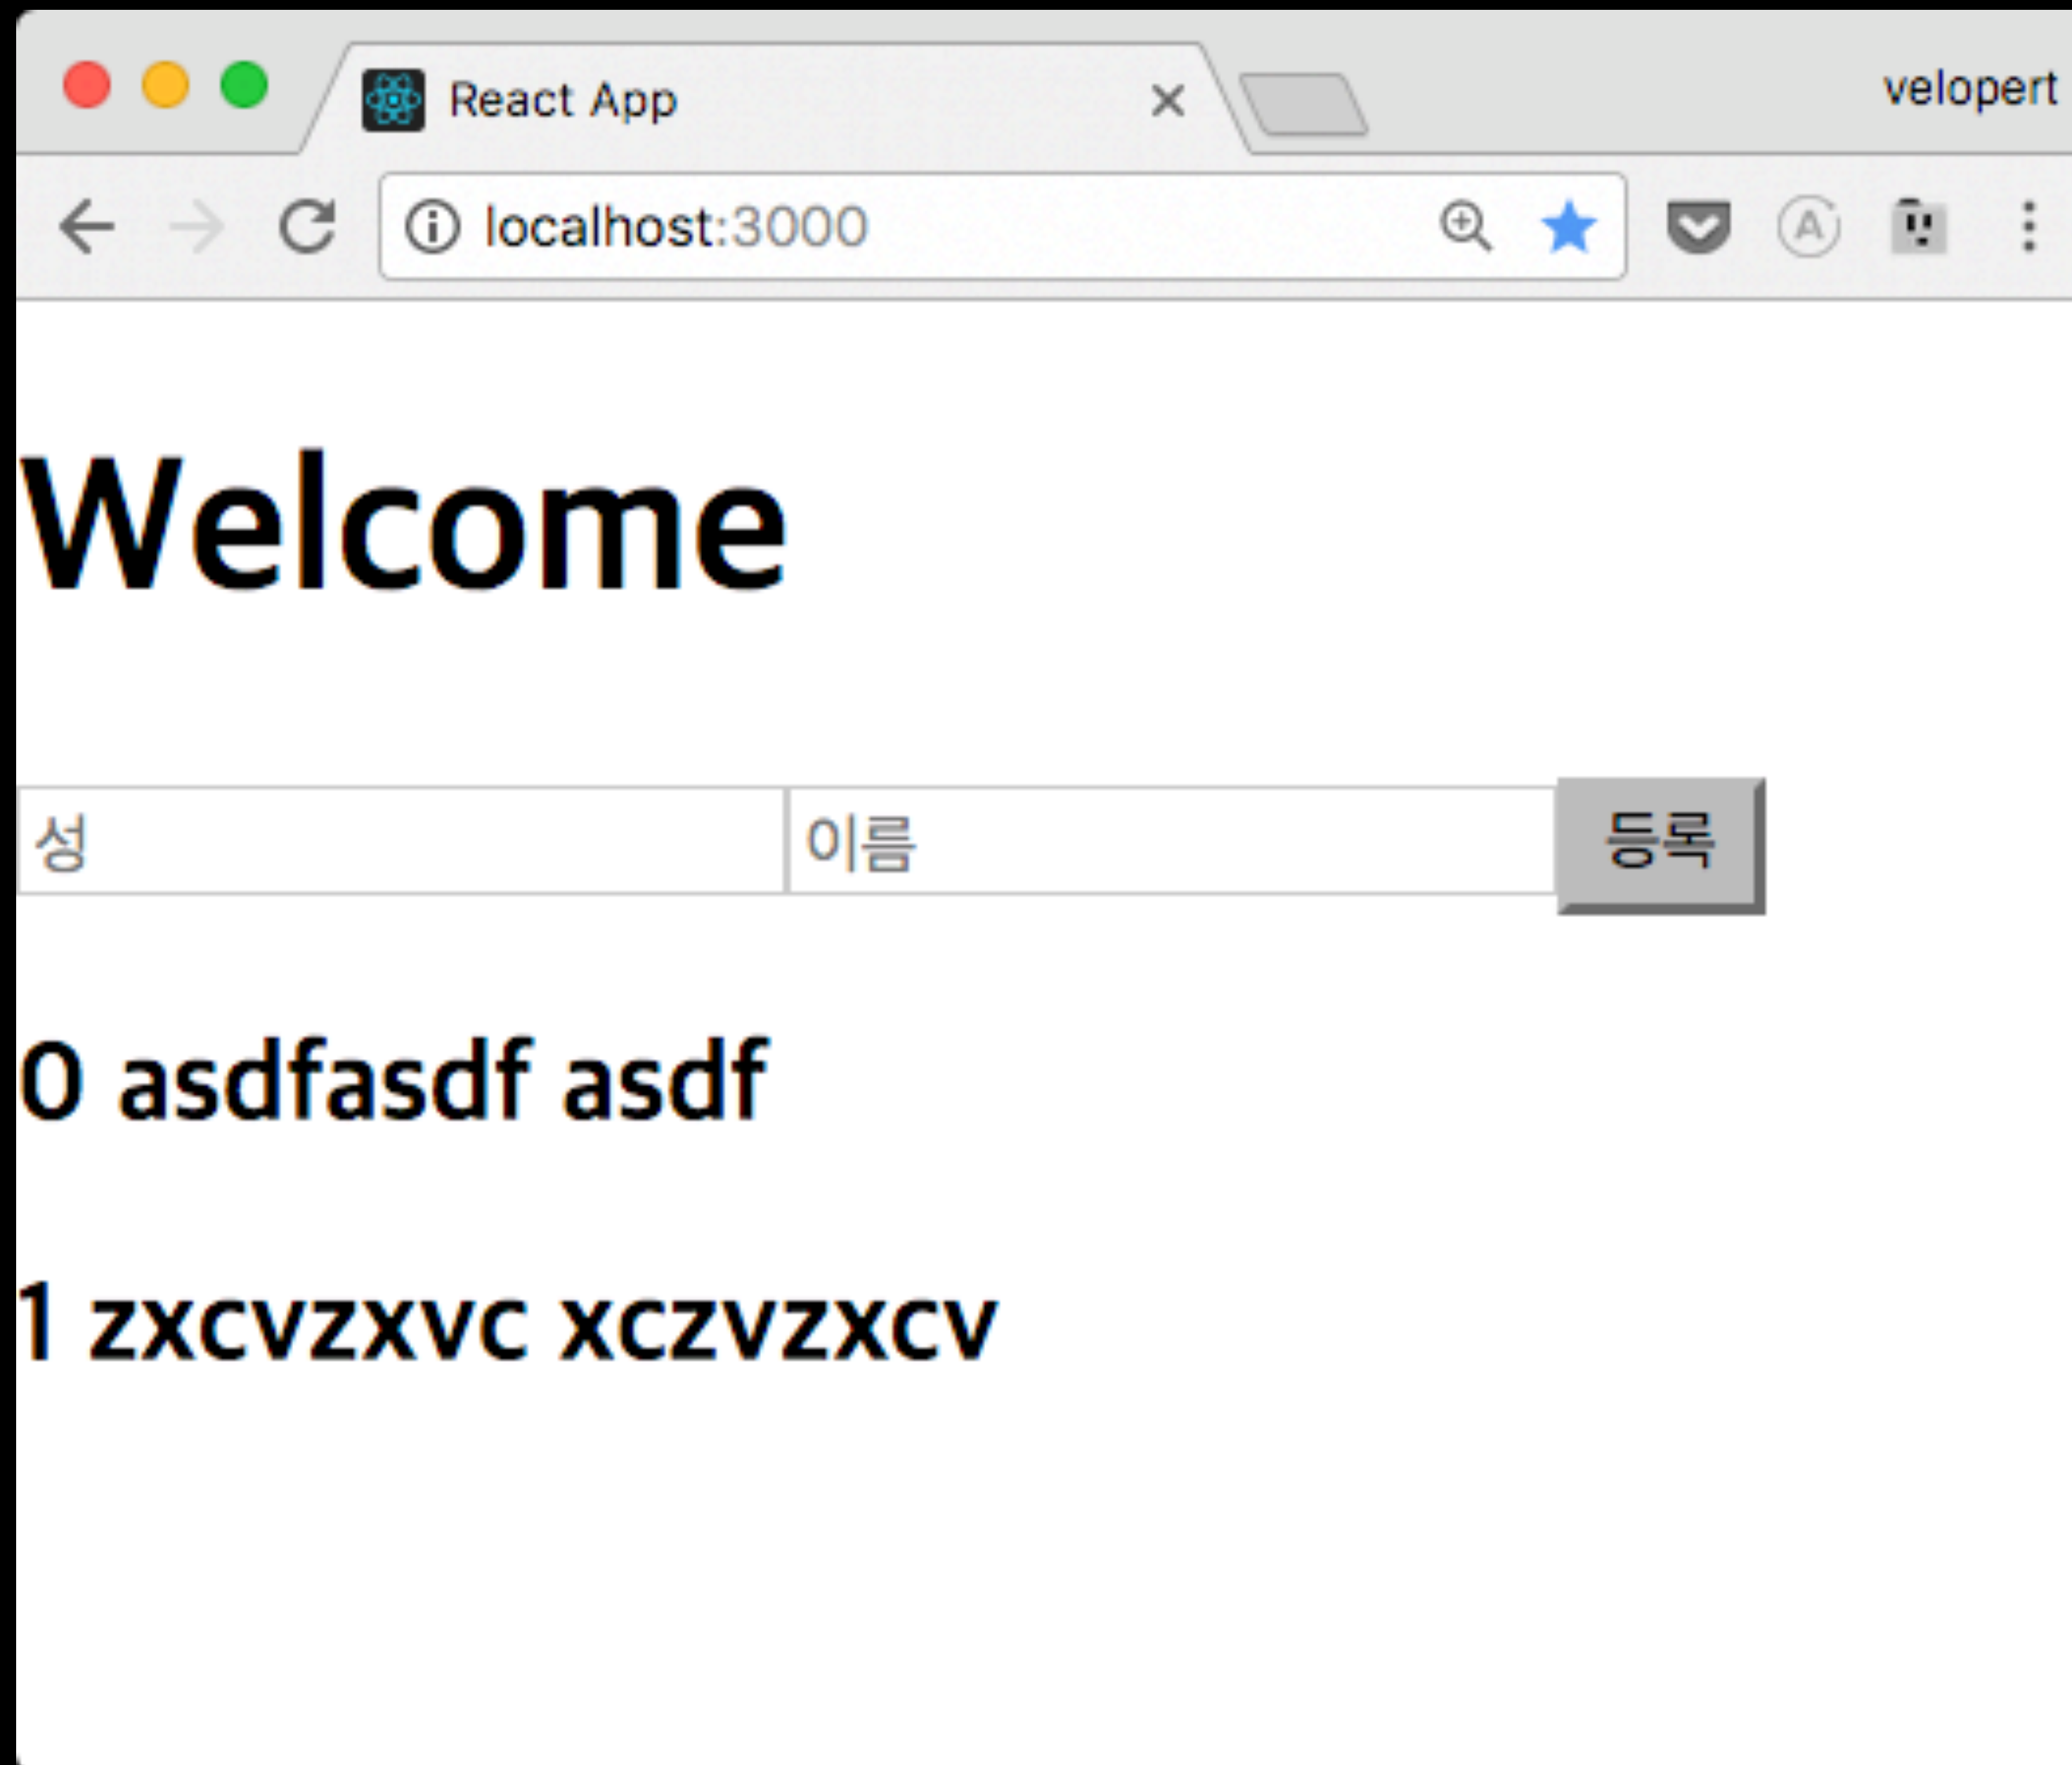 React App
velopert
localhost:3000
Welcome
성 이름 등록
0 asdfasdf asdf
1 zxcvzxvc xczvzxcv